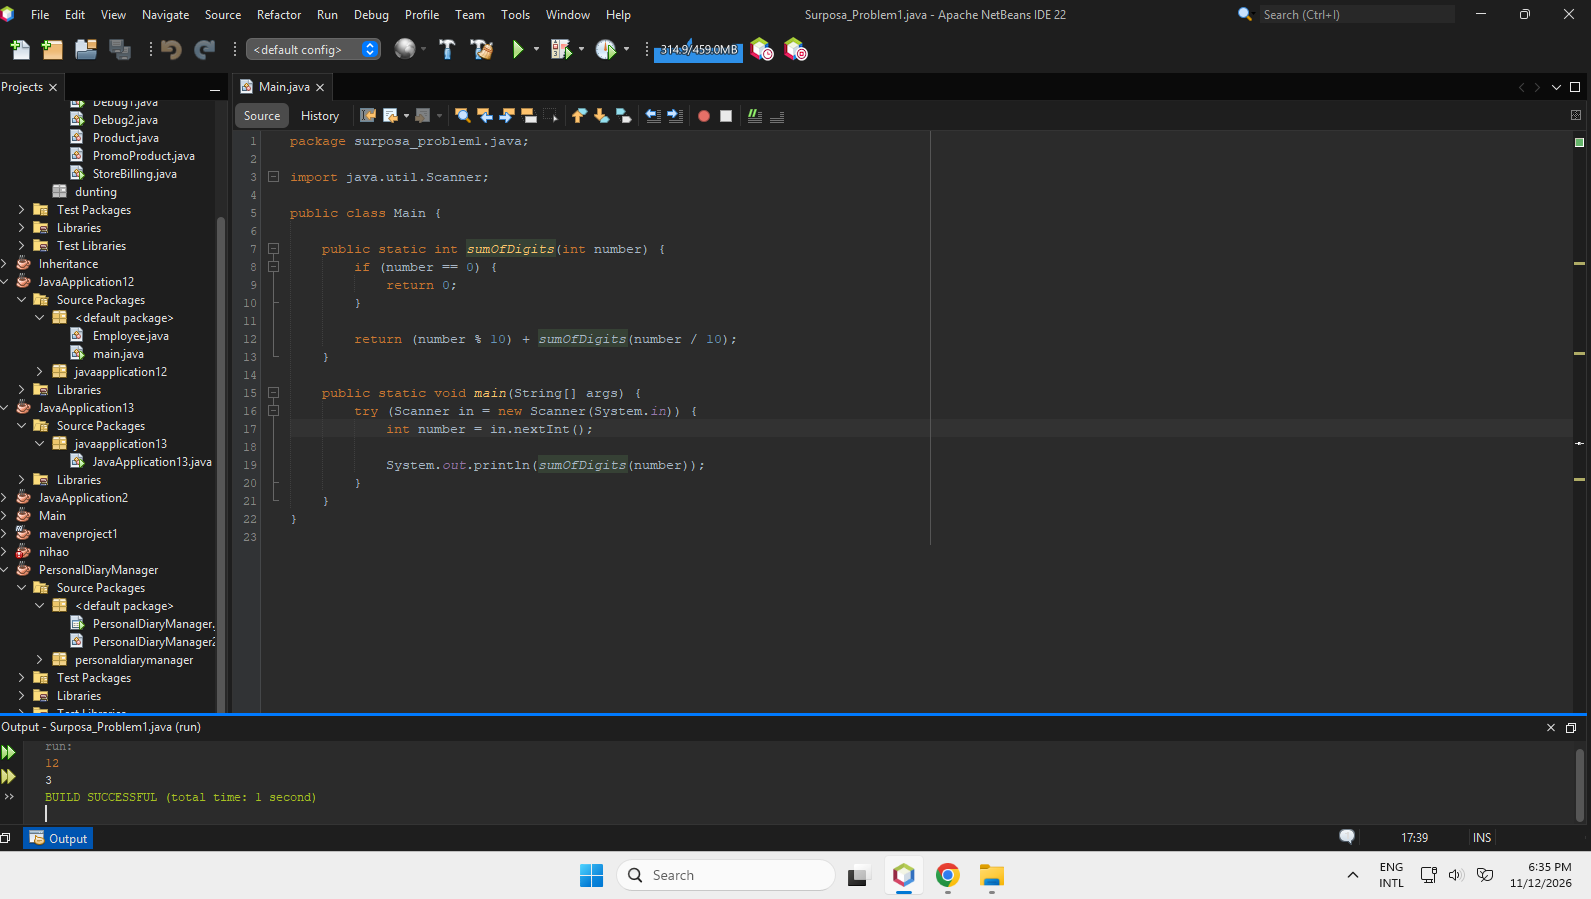 File Edit View Navigate Source Refactor Run Debug Profile Team Tools Window Help
Surposa_Problem1.java - Apache NetBeans IDE 22
Search (Ctrl+I)
<default config>
314.9/459.0MB
Projects
Main.java
Source History
Debug1.java
Debug2.java
Product.java
PromoProduct.java
StoreBilling.java
dunting
Test Packages
Libraries
Test Libraries
Inheritance
JavaApplication12
Source Packages
<default package>
Employee.java
main.java
javaapplication12
Libraries
JavaApplication13
Source Packages
javaapplication13
JavaApplication13.java
Libraries
JavaApplication2
Main
mavenproject1
nihao
PersonalDiaryManager
Source Packages
<default package>
PersonalDiaryManager.
PersonalDiaryManager2
personaldiarymanager
Test Packages
Libraries
Test Libraries
1 package surposa_problem1.java;
2
3 import java.util.Scanner;
4
5 public class Main {
6
7 public static int sumOfDigits(int number) {
8 if (number == 0) {
9 return 0;
10 }
11
12 return (number % 10) + sumOfDigits(number / 10);
13 }
14
15 public static void main(String[] args) {
16 try (Scanner in = new Scanner(System.in)) {
17 int number = in.nextInt();
18
19 System.out.println(sumOfDigits(number));
20 }
21 }
22 }
23
Output - Surposa_Problem1.java (run)
run:
12
3
BUILD SUCCESSFUL (total time: 1 second)
Output
17:39 INS
Search
ENG
INTL
6:35 PM
11/12/2026